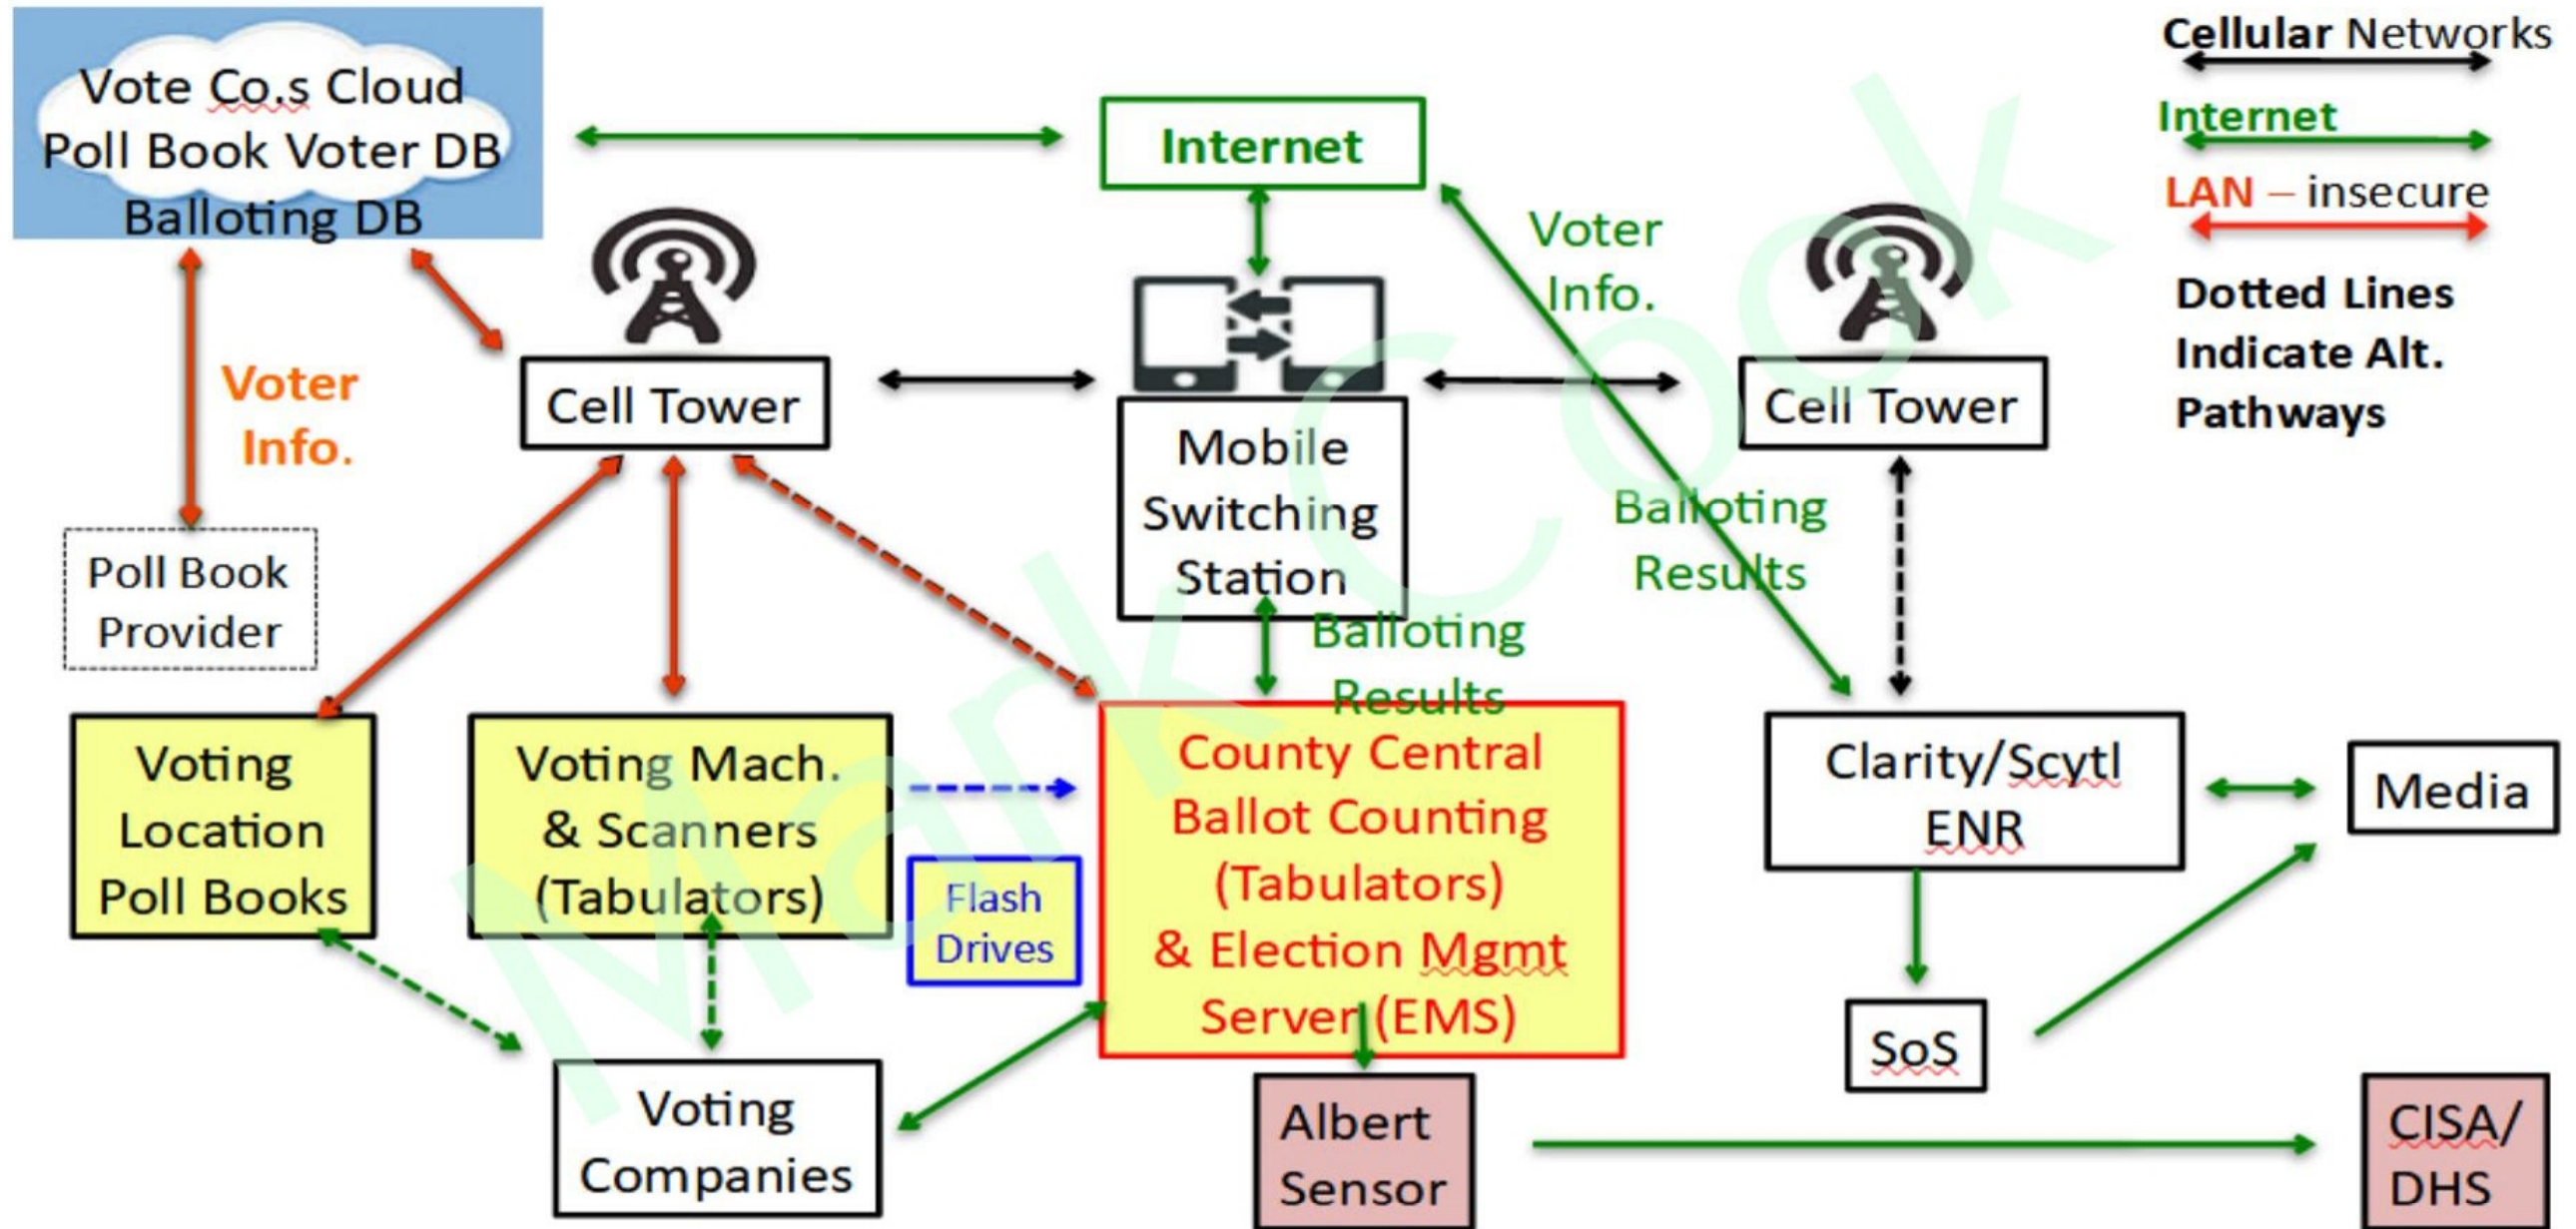 Vote Co.s Cloud
Poll Book Voter DB
Balloting DB
Internet
Cellular Networks
Internet
LAN – insecure
Dotted Lines
Indicate Alt.
Pathways
Voter
Info.
Voter
Info.
Cell Tower
Mobile
Switching
Station
Cell Tower
Balloting
Results
Balloting
Results
Poll Book
Provider
Voting
Location
Poll Books
Voting Mach.
& Scanners
(Tabulators)
Flash
Drives
County Central
Ballot Counting
(Tabulators)
& Election Mgmt
Server (EMS)
Clarity/Scytl
ENR
Media
SoS
Voting
Companies
Albert
Sensor
CISA/
DHS
Mark Cook